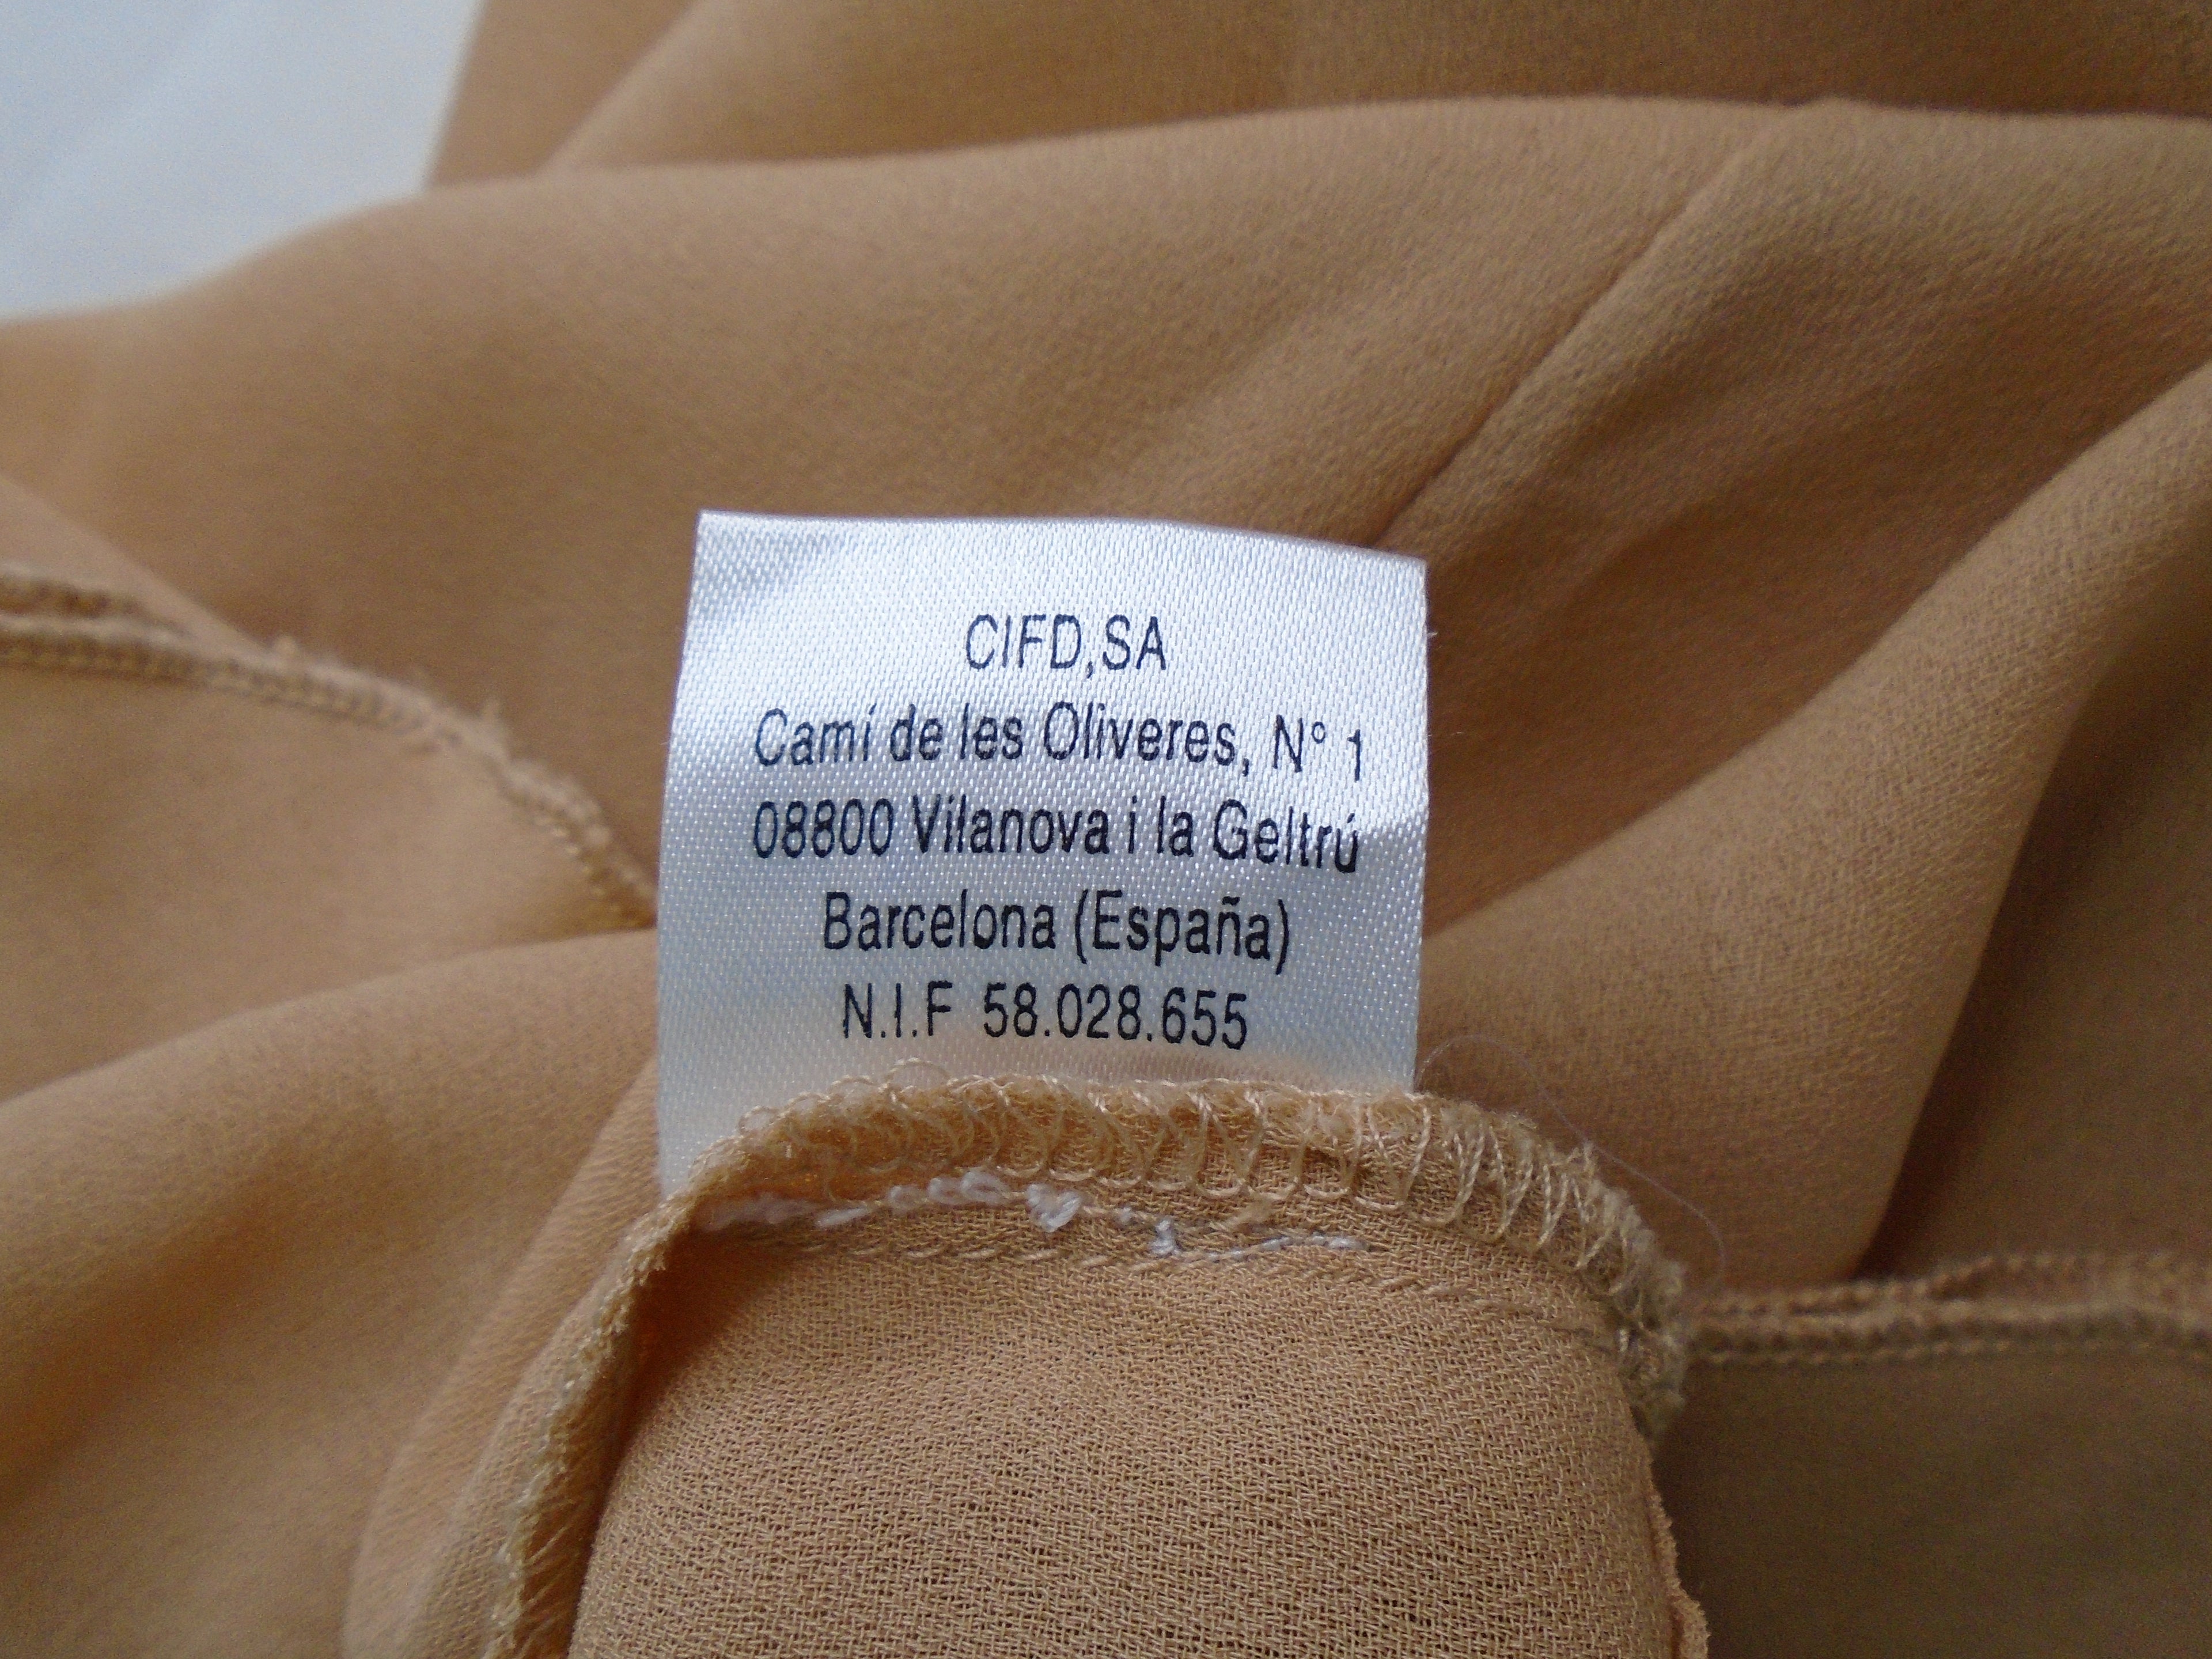 CIFD,SA
Camí de les Oliveres, N° 1
08800 Vilanova i la Geltrú
Barcelona (España)
N.I.F 58.028.655